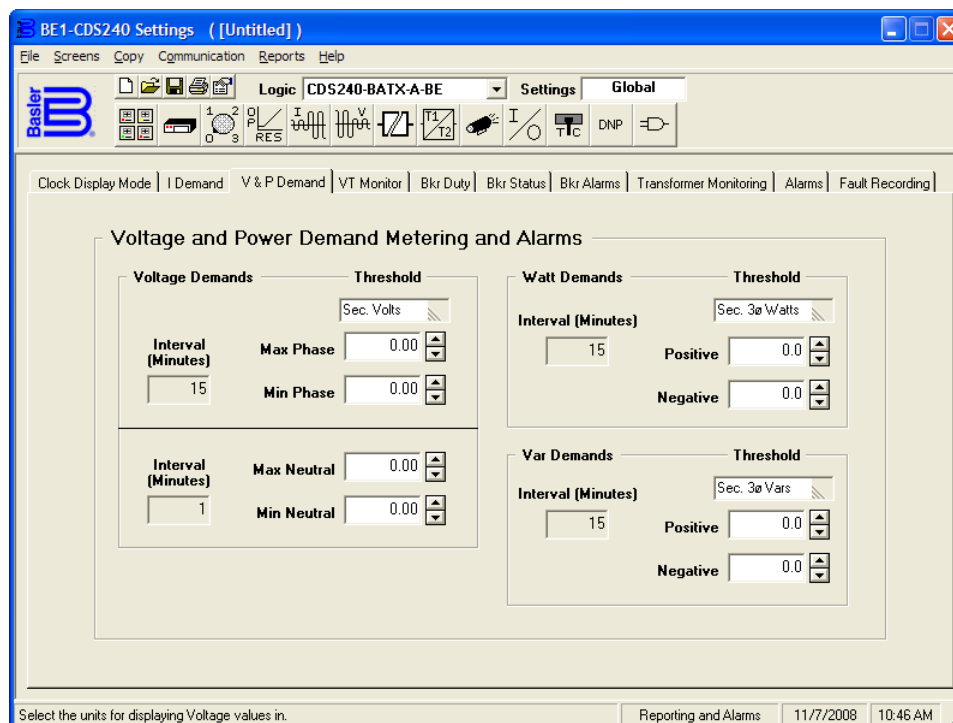 BE1-CDS240 Settings ( [Untitled] )
File Screens Copy Communication Reports Help
Basler
Logic CDS240-BATX-A-BE Settings Global
1 2 0 3 O P RES I V T1 T2 I O T C DNP
Clock Display Mode I Demand V & P Demand VT Monitor Bkr Duty Bkr Status Bkr Alarms Transformer Monitoring Alarms Fault Recording
Voltage and Power Demand Metering and Alarms
Voltage Demands Threshold
Sec. Volts
Interval (Minutes)
15
Max Phase 0.00
Min Phase 0.00
Interval (Minutes)
1
Max Neutral 0.00
Min Neutral 0.00
Watt Demands Threshold
Sec. 3ø Watts
Interval (Minutes)
15
Positive 0.0
Negative 0.0
Var Demands Threshold
Sec. 3ø Vars
Interval (Minutes)
15
Positive 0.0
Negative 0.0
Select the units for displaying Voltage values in. Reporting and Alarms 11/7/2008 10:46 AM